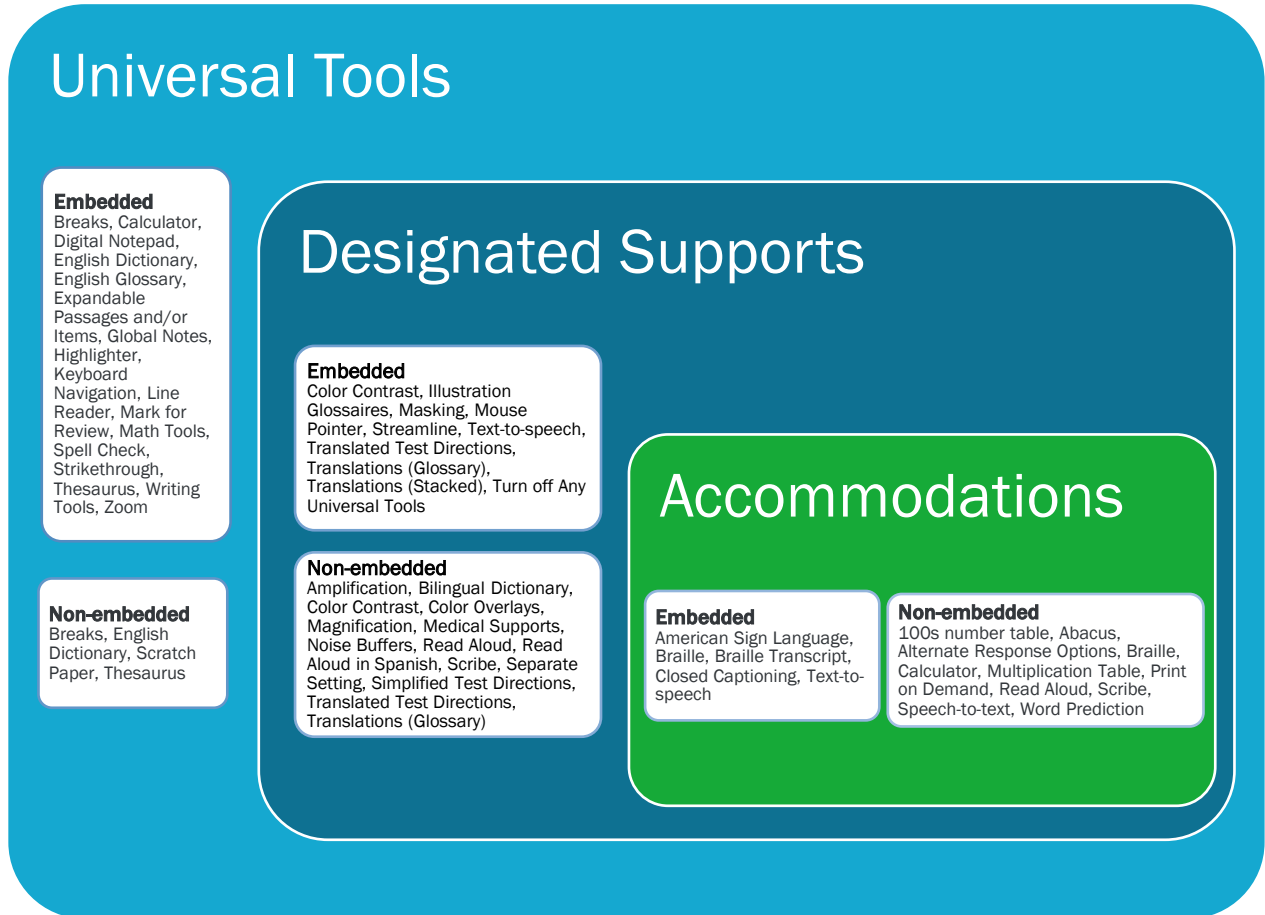 Universal Tools
Embedded
Breaks, Calculator,
Digital Notepad,
English Dictionary,
English Glossary,
Expandable
Passages and/or
Items, Global Notes,
Highlighter,
Keyboard
Navigation, Line
Reader, Mark for
Review, Math Tools,
Spell Check,
Strikethrough,
Thesaurus, Writing
Tools, Zoom
Non-embedded
Breaks, English
Dictionary, Scratch
Paper, Thesaurus
Designated Supports
Embedded
Color Contrast, Illustration
Glossaires, Masking, Mouse
Pointer, Streamline, Text-to-speech,
Translated Test Directions,
Translations (Glossary),
Translations (Stacked), Turn off Any
Universal Tools
Non-embedded
Amplification, Bilingual Dictionary,
Color Contrast, Color Overlays,
Magnification, Medical Supports,
Noise Buffers, Read Aloud, Read
Aloud in Spanish, Scribe, Separate
Setting, Simplified Test Directions,
Translated Test Directions,
Translations (Glossary)
Accommodations
Embedded
American Sign Language,
Braille, Braille Transcript,
Closed Captioning, Text-to-
speech
Non-embedded
100s number table, Abacus,
Alternate Response Options, Braille,
Calculator, Multiplication Table, Print
on Demand, Read Aloud, Scribe,
Speech-to-text, Word Prediction